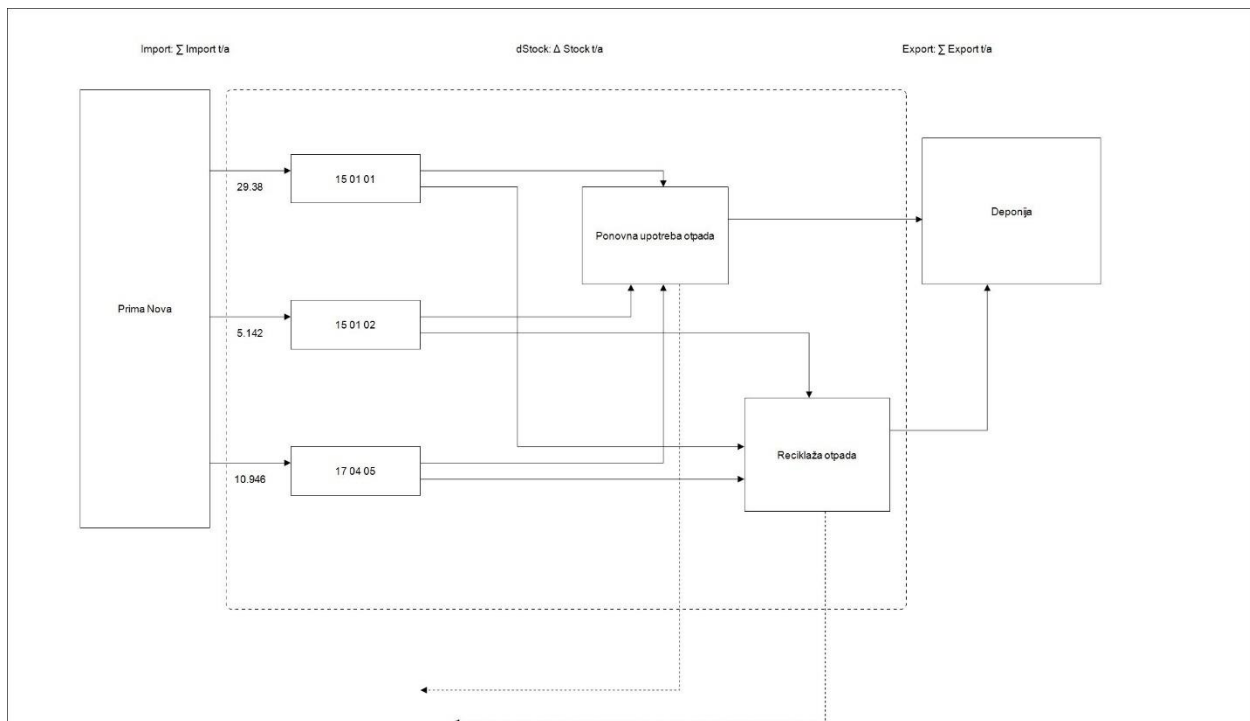 Import: ∑ Import t/a
dStock: Δ Stock t/a
Export: ∑ Export t/a
Prima Nova
29.38
15 01 01
Ponovna upotreba otpada
Deponija
5.142
15 01 02
10.946
17 04 05
Reciklaža otpada